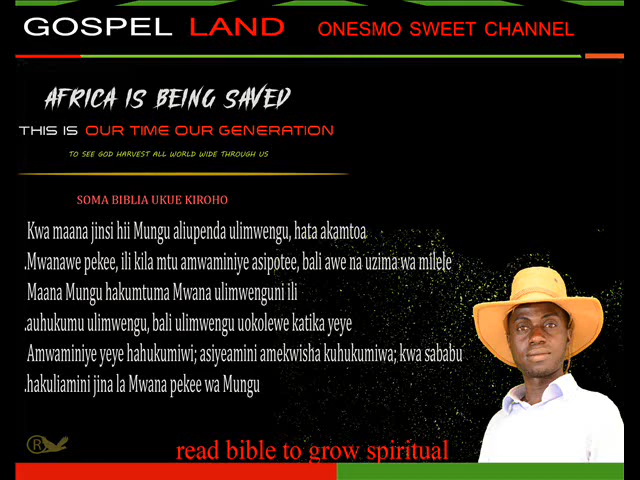 GOSPEL LAND ONESMO SWEET CHANNEL
AFRICA IS BEING SAVED
THIS IS OUR TIME OUR GENERATION
TO SEE GOD HARVEST ALL WORLD WIDE THROUGH US
SOMA BIBLIA UKUE KIROHO
Kwa maana jinsi hii Mungu aliupenda ulimwengu, hata akamtoa
.Mwanawe pekee, ili kila mtu amwaminiye asipotee, bali awe na uzima wa milele
Maana Mungu hakumtuma Mwana ulimwenguni ili
.auhukumu ulimwengu, bali ulimwengu uokolewe katika yeye
Amwaminiye yeye hahukumiwi; asiyeamini amekwisha kuhukumiwa; kwa sababu
.hakuliamini jina la Mwana pekee wa Mungu
®
read bible to grow spiritual